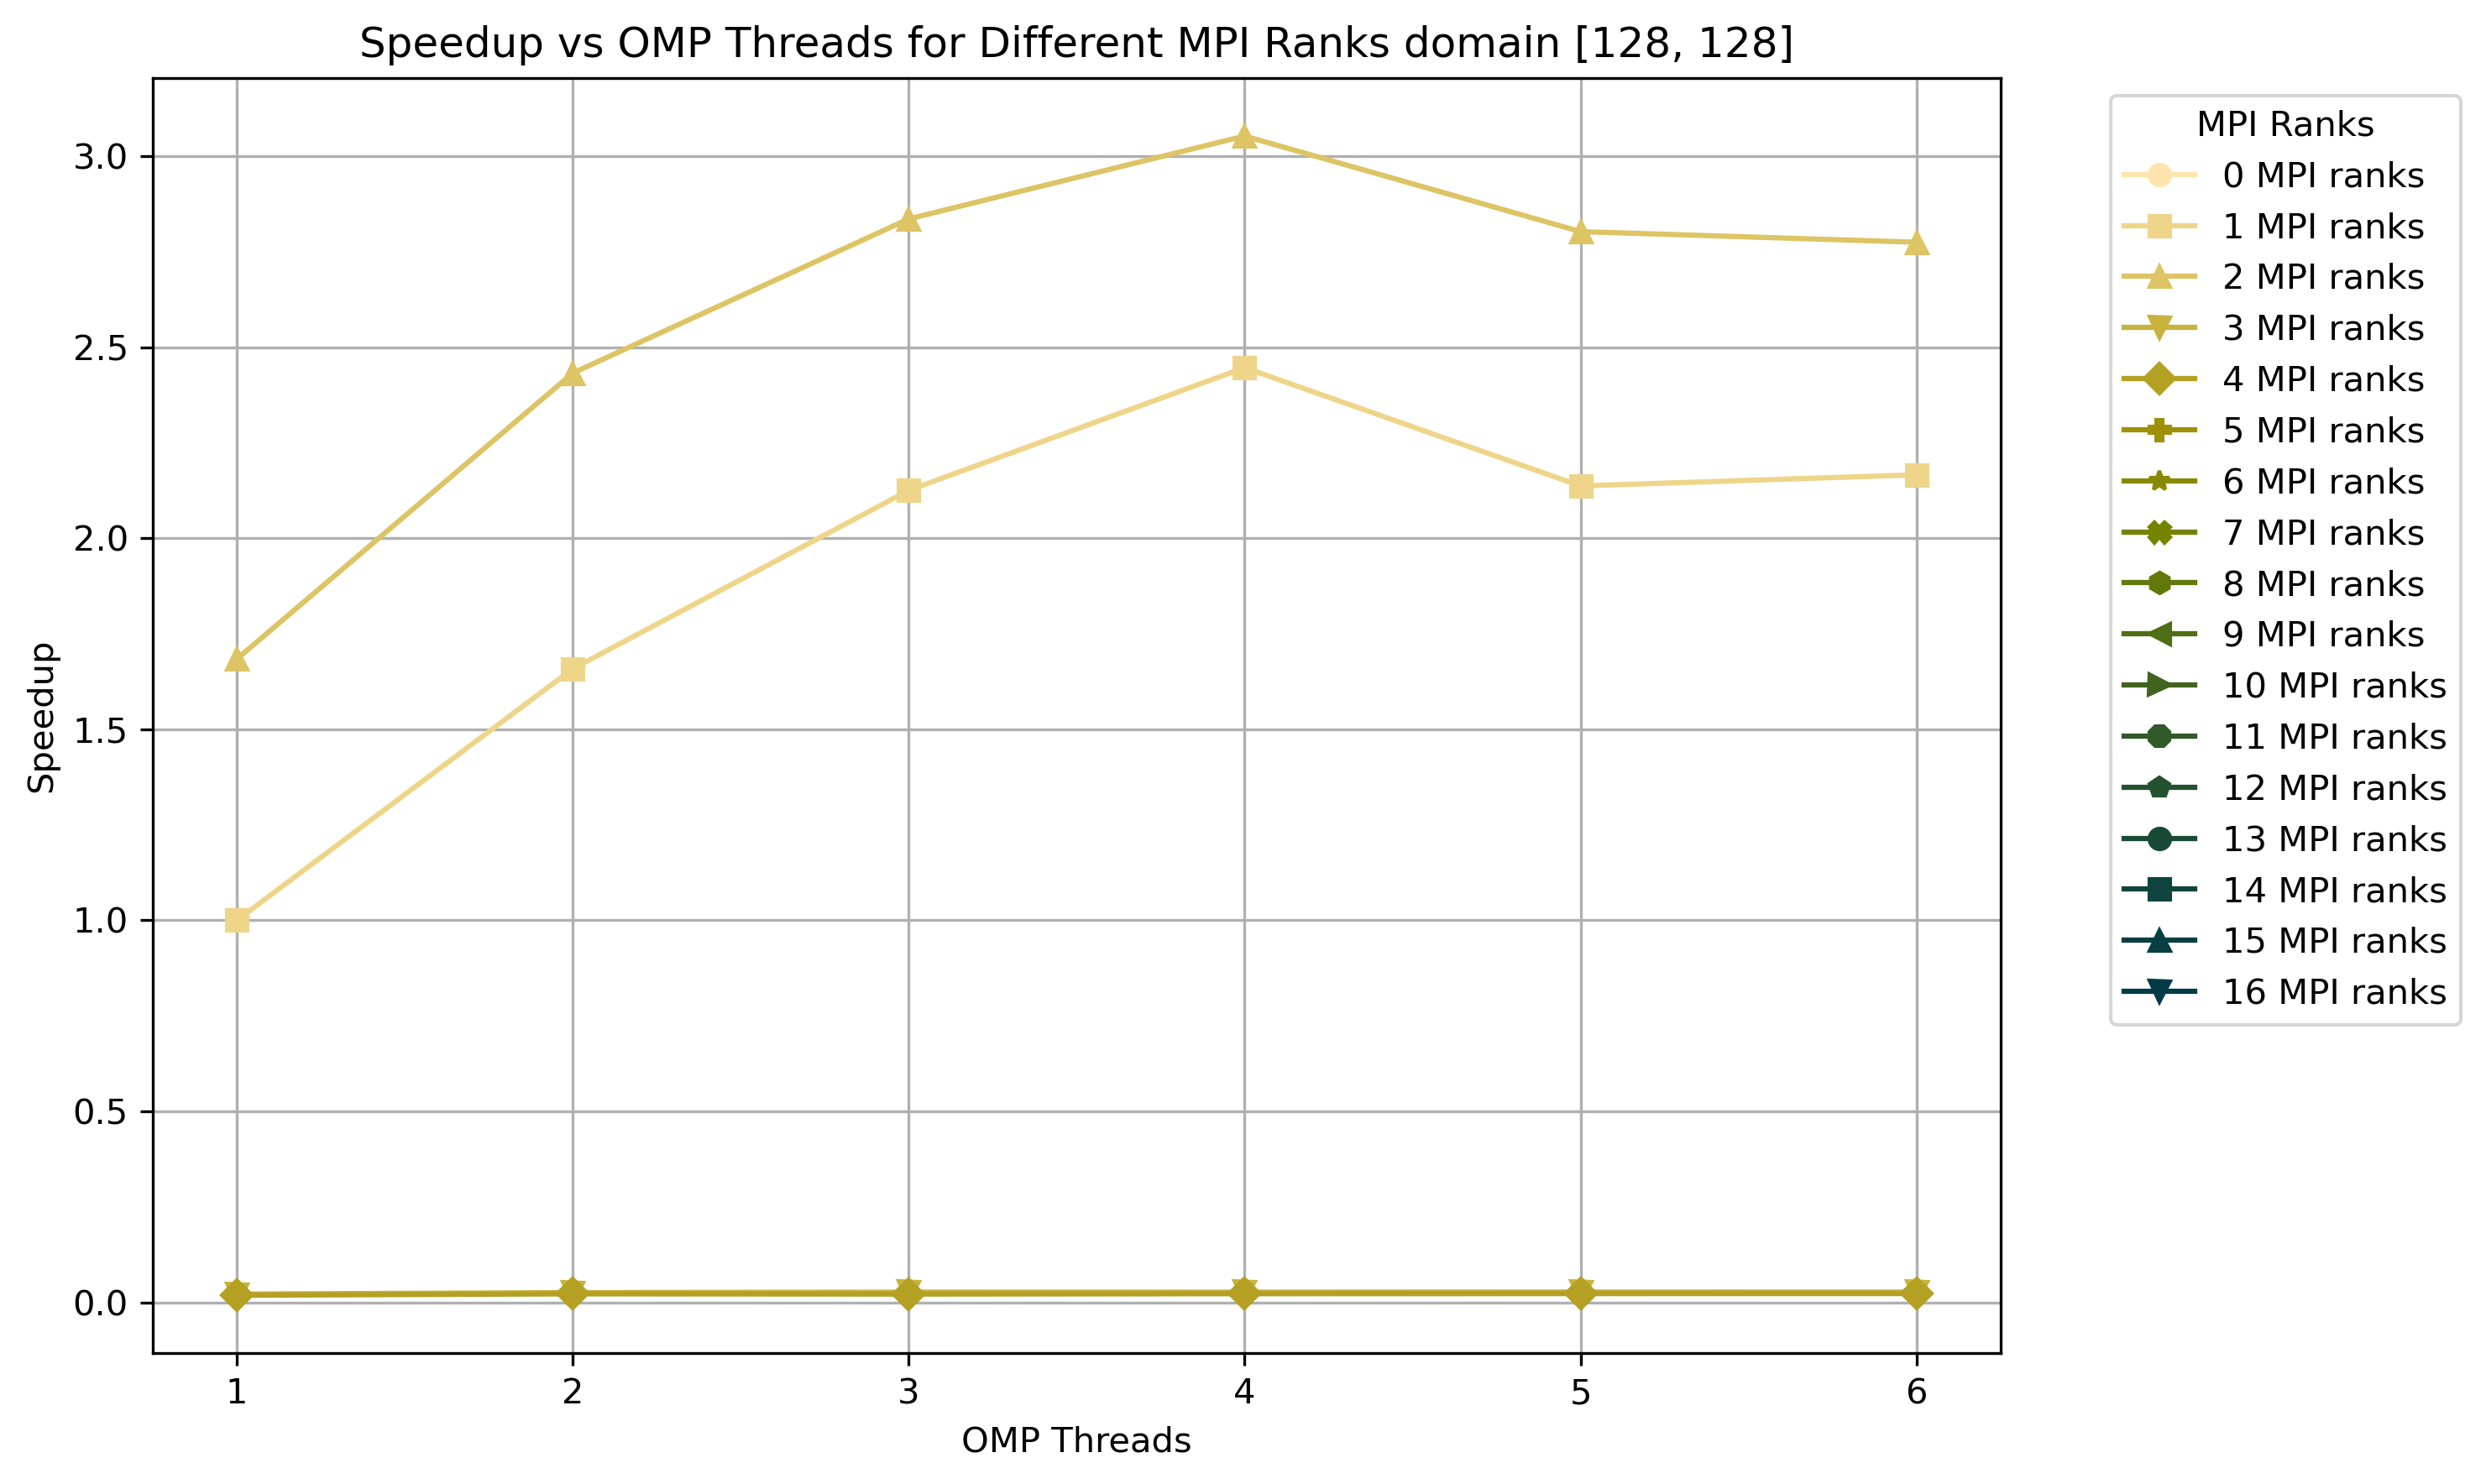 Speedup vs OMP Threads for Different MPI Ranks domain [128, 128]
Speedup
3.0
2.5
2.0
1.5
1.0
0.5
0.0
1 2 3 4 5 6
OMP Threads
MPI Ranks
0 MPI ranks
1 MPI ranks
2 MPI ranks
3 MPI ranks
4 MPI ranks
5 MPI ranks
6 MPI ranks
7 MPI ranks
8 MPI ranks
9 MPI ranks
10 MPI ranks
11 MPI ranks
12 MPI ranks
13 MPI ranks
14 MPI ranks
15 MPI ranks
16 MPI ranks